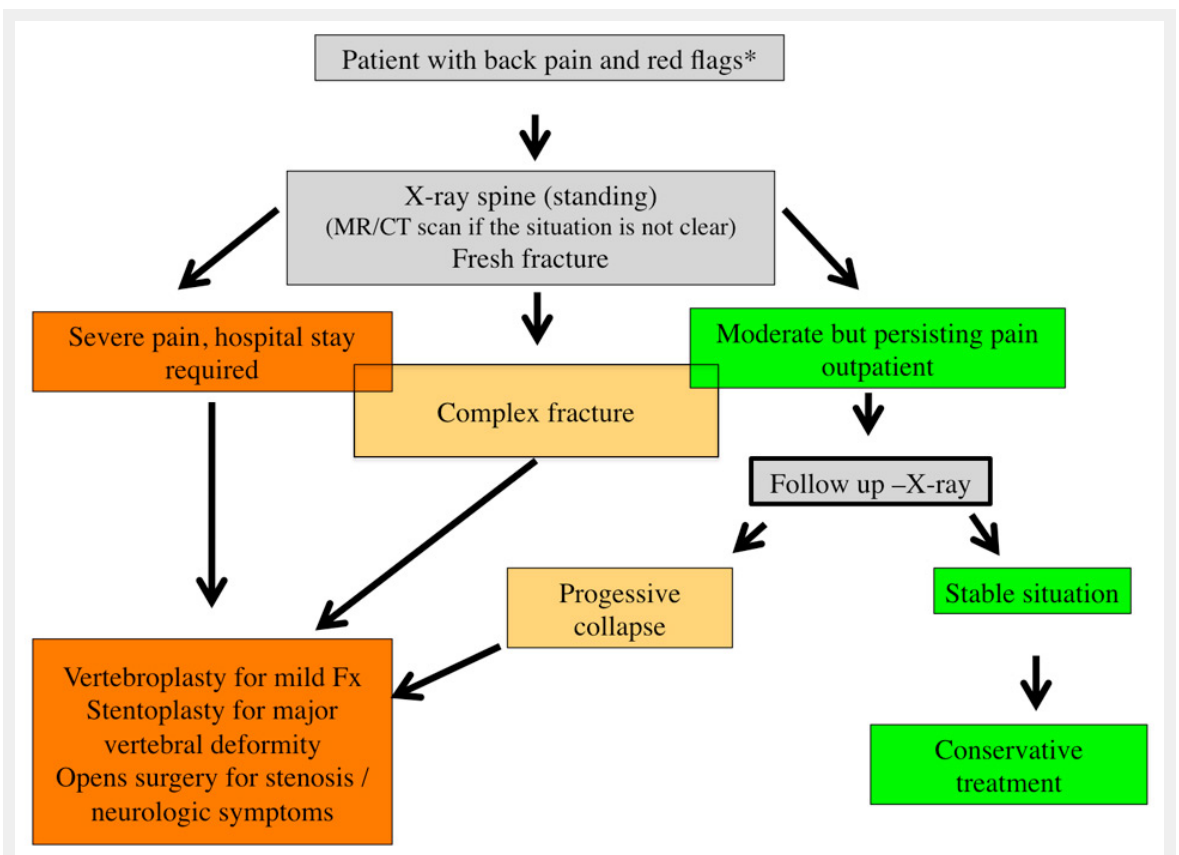 Patient with back pain and red flags*
X-ray spine (standing)
(MR/CT scan if the situation is not clear)
Fresh fracture
Severe pain, hospital stay
required
Moderate but persisting pain
outpatient
Complex fracture
Follow up –X-ray
Progessive
collapse
Stable situation
Vertebroplasty for mild Fx
Stentoplasty for major
vertebral deformity
Opens surgery for stenosis /
neurologic symptoms
Conservative
treatment